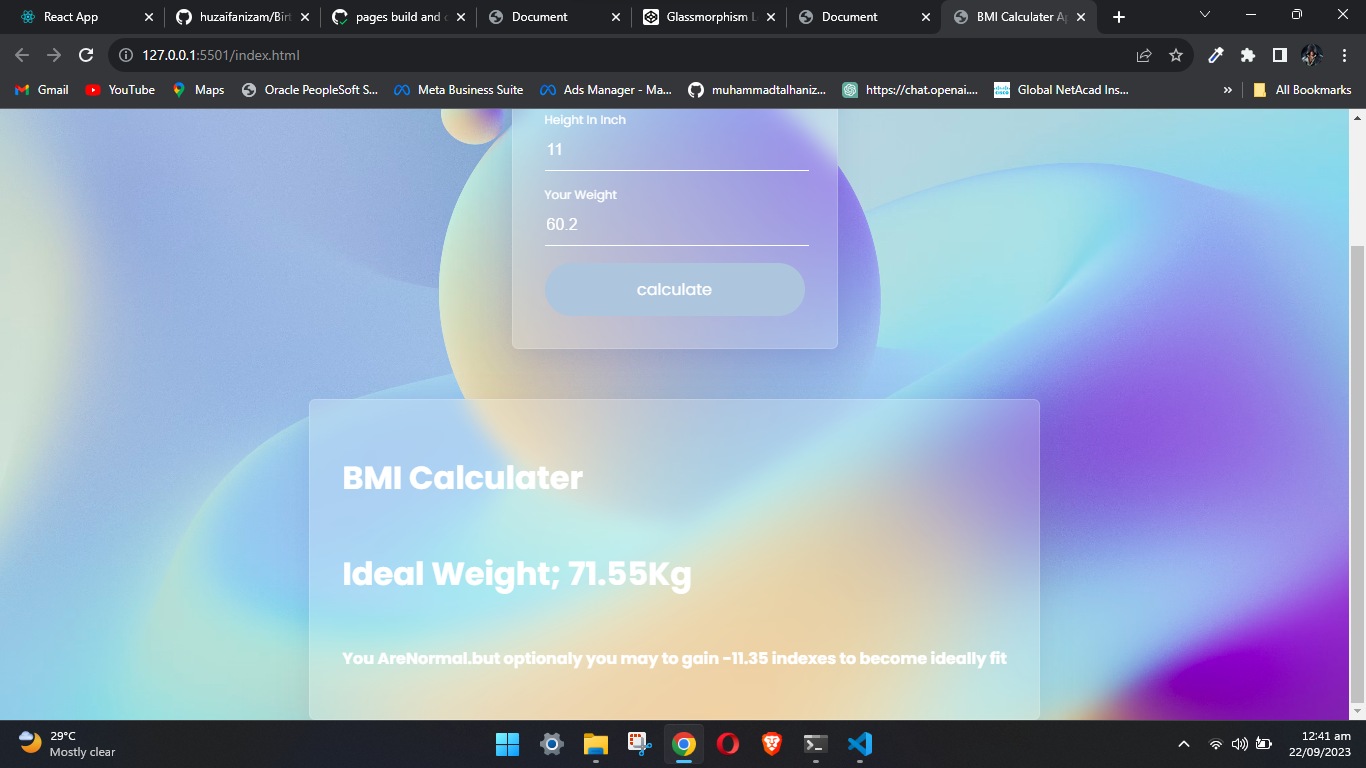 React App
huzaifanizam/Birt
pages build and d
Document
Glassmorphism L
Document
BMI Calculater A
127.0.0.1:5501/index.html
Gmail
YouTube
Maps
Oracle PeopleSoft S...
Meta Business Suite
Ads Manager - Ma...
muhammadtalhaniz...
https://chat.openai....
Global NetAcad Ins...
»
All Bookmarks
Height In Inch
11
Your Weight
60.2
calculate
BMI Calculater
Ideal Weight; 71.55Kg
You AreNormal.but optionaly you may to gain -11.35 indexes to become ideally fit
29°C
Mostly clear
12:41 am
22/09/2023